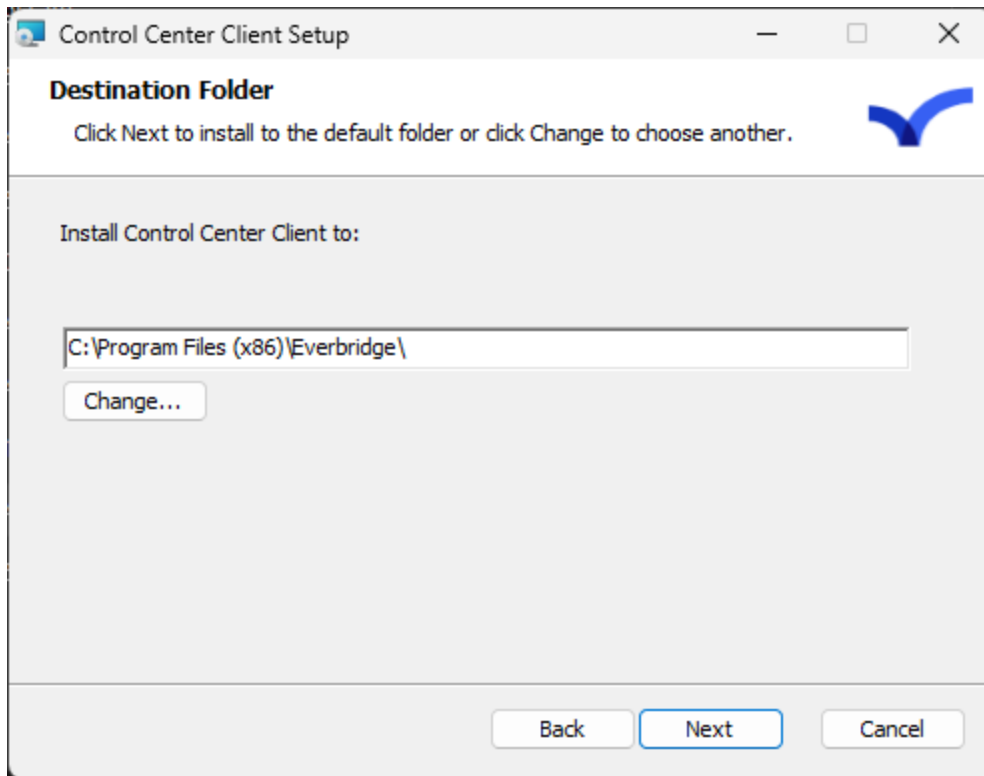 Control Center Client Setup
Destination Folder
Click Next to install to the default folder or click Change to choose another.
Install Control Center Client to:
C:\Program Files (x86)\Everbridge\
Change...
Back Next Cancel